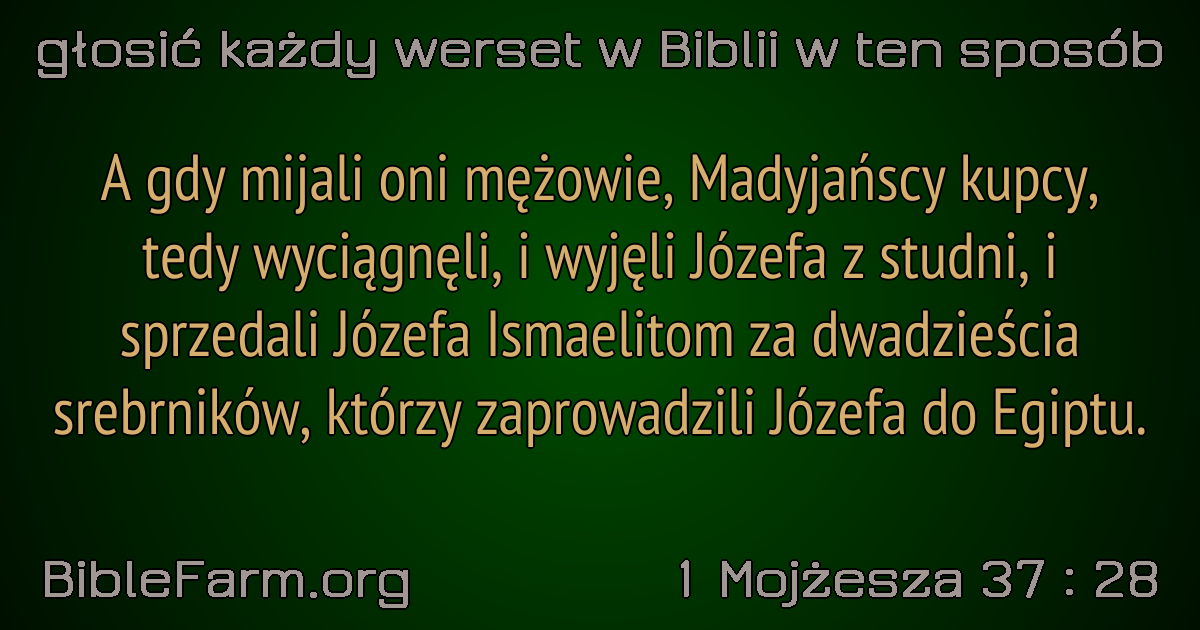 głosić każdy werset w Biblii w ten sposób
A gdy mijali oni mężowie, Madyjańscy kupcy,
tedy wyciągnęli, i wyjęli Józefa z studni, i
sprzedali Józefa Ismaelitom za dwadzieścia
srebrników, którzy zaprowadzili Józefa do Egiptu.
BibleFarm.org
1 Mojżesza 37 : 28